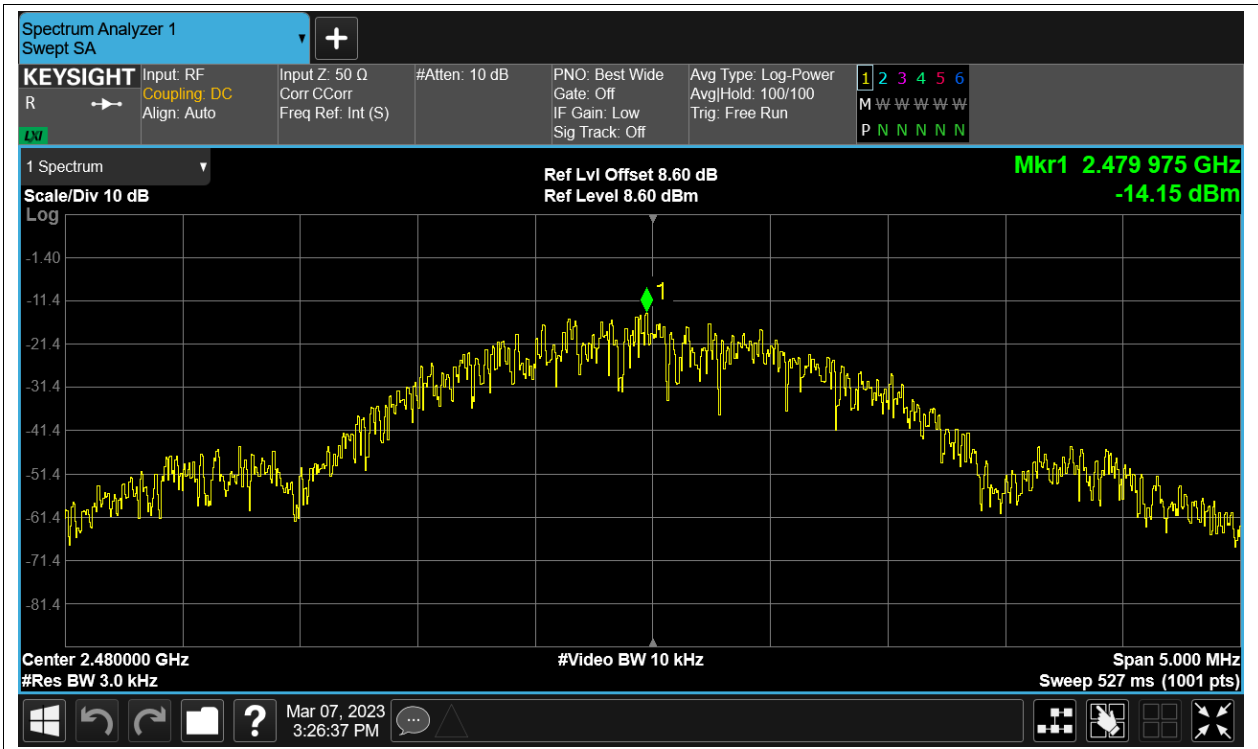 Spectrum Analyzer 1
Swept SA
KEYSIGHT
R
LXI
Input: RF
Coupling: DC
Align: Auto
Input Z: 50 Ω
Corr CCorr
Freq Ref: Int (S)
#Atten: 10 dB
PNO: Best Wide
Gate: Off
IF Gain: Low
Sig Track: Off
Avg Type: Log-Power
Avg|Hold: 100/100
Trig: Free Run
1 2 3 4 5 6
M W W W W W
P N N N N N
1 Spectrum
Scale/Div 10 dB
Log
Ref Lvl Offset 8.60 dB
Ref Level 8.60 dBm
Mkr1 2.479 975 GHz
-14.15 dBm
1
-1.40
-11.4
-21.4
-31.4
-41.4
-51.4
-61.4
-71.4
-81.4
Center 2.480000 GHz
#Res BW 3.0 kHz
#Video BW 10 kHz
Span 5.000 MHz
Sweep 527 ms (1001 pts)
?
Mar 07, 2023
3:26:37 PM